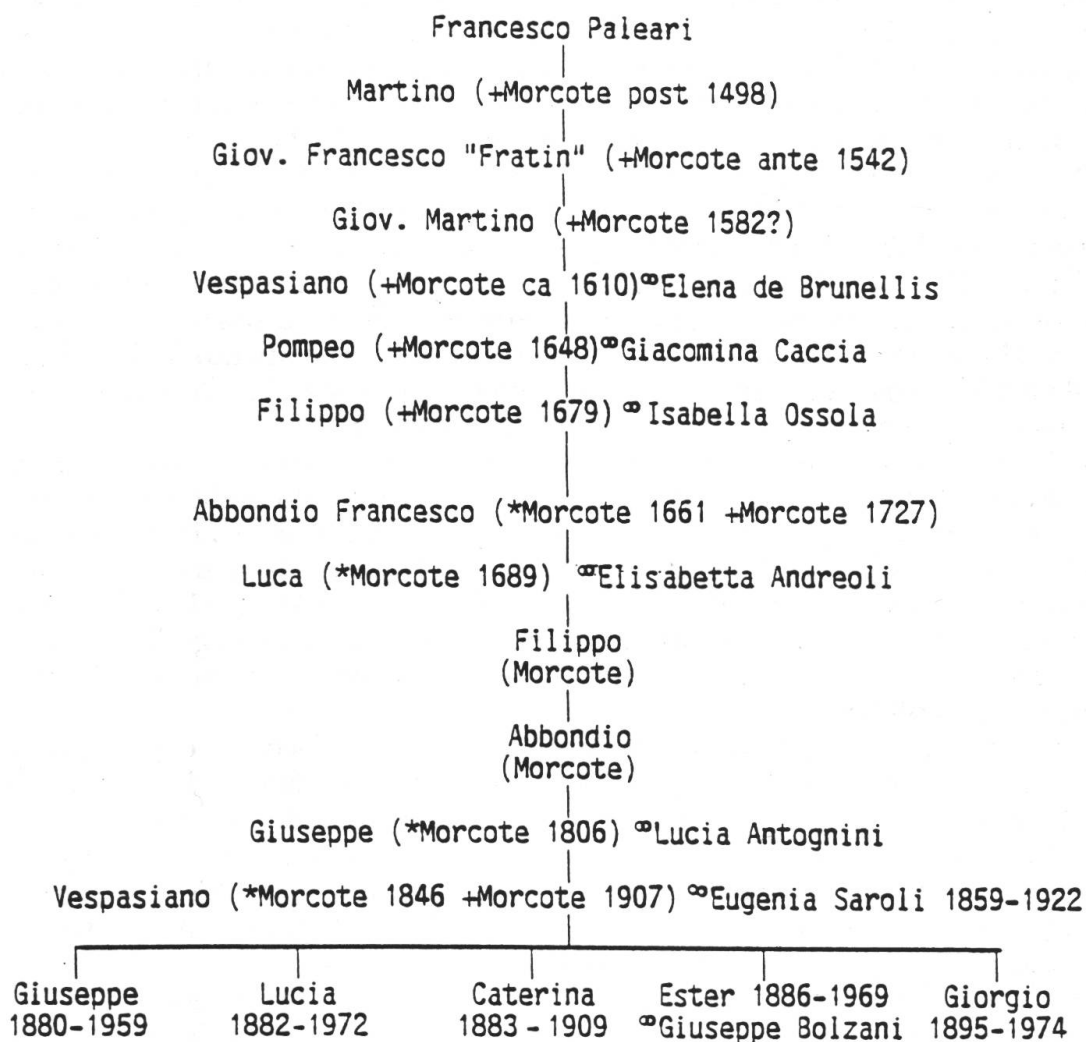 Francesco Paleari
Martino (+Morcote post 1498)
Giov. Francesco "Fratin" (+Morcote ante 1542)
Giov. Martino (+Morcote 1582?)
Vespasiano (+Morcote ca 1610)⚭Elena de Brunellis
Pompeo (+Morcote 1648)⚭Giacomina Caccia
Filippo (+Morcote 1679) ⚭Isabella Ossola
Abbondio Francesco (*Morcote 1661 +Morcote 1727)
Luca (*Morcote 1689) ⚭Elisabetta Andreoli
Filippo
(Morcote)
Abbondio
(Morcote)
Giuseppe (*Morcote 1806) ⚭Lucia Antognini
Vespasiano (*Morcote 1846 +Morcote 1907) ⚭Eugenia Saroli 1859-1922
Giuseppe Lucia Caterina Ester 1886-1969 Giorgio
1880-1959 1882-1972 1883-1909 ⚭Giuseppe Bolzani 1895-1974